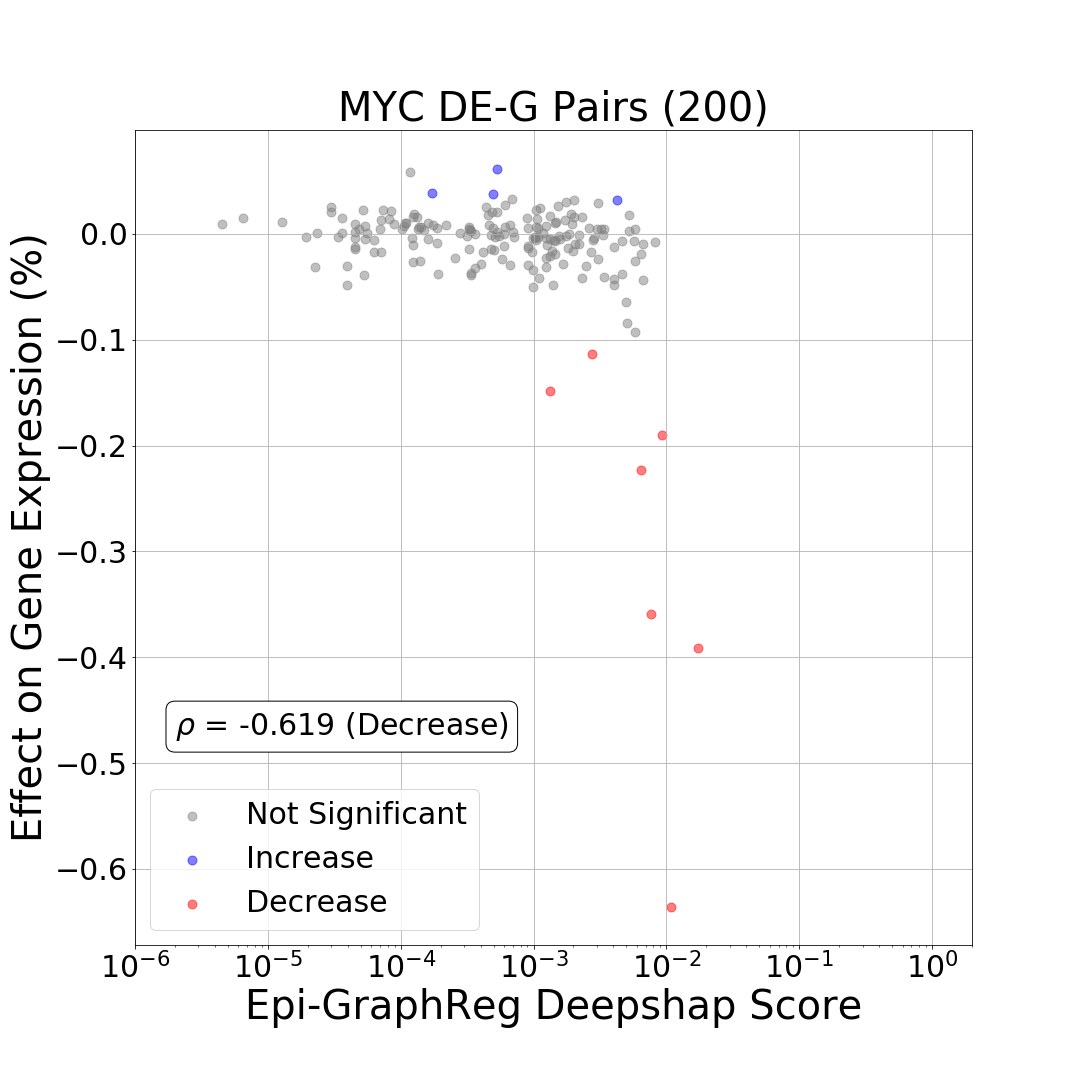 MYC DE-G Pairs (200)
Effect on Gene Expression (%)
0.0
−0.1
−0.2
−0.3
−0.4
−0.5
−0.6
ρ = -0.619 (Decrease)
Not Significant
Increase
Decrease
10⁻⁶ 10⁻⁵ 10⁻⁴ 10⁻³ 10⁻² 10⁻¹ 10⁰
Epi-GraphReg Deepshap Score